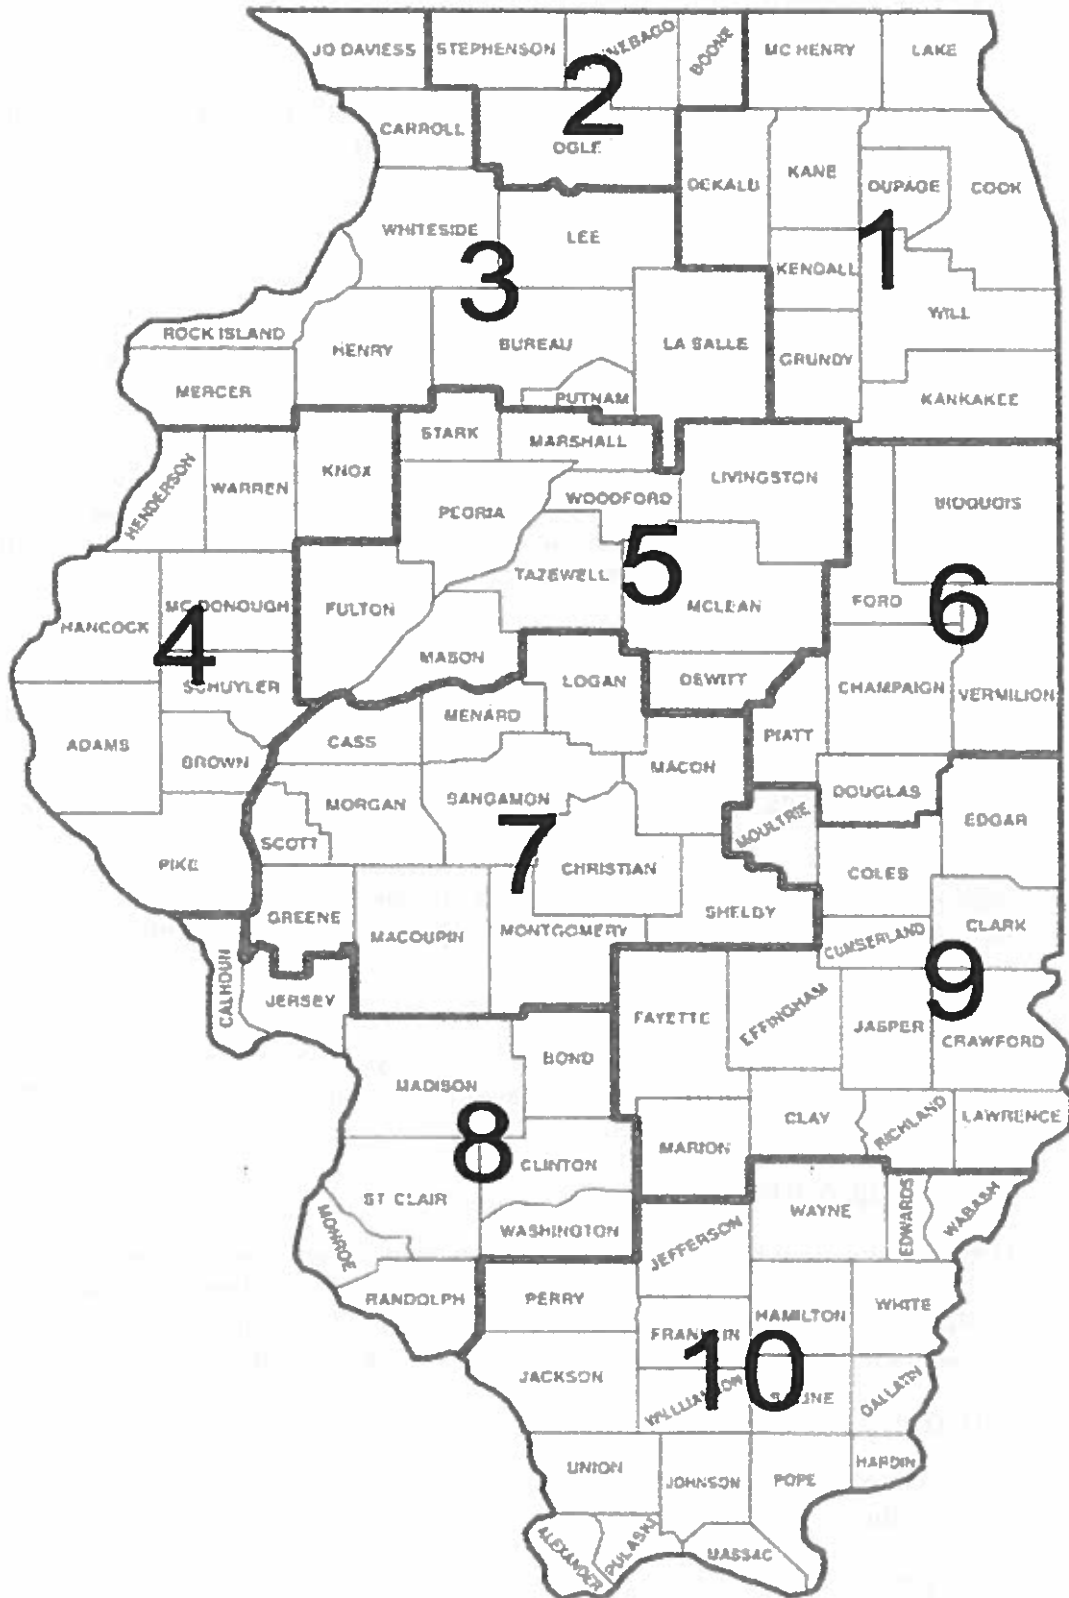 JO DAVIESS
STEPHENSON
BOONE
MC HENRY
LAKE
2
CARROLL
OGLE
DEKALB
KANE
DUPAGE
COOK
WHITESIDE
LEE
1
3
KENDALL
ROCK ISLAND
HENRY
BUREAU
LA SALLE
GRUNDY
WILL
MERCER
PUTNAM
KANKAKEE
STARK
MARSHALL
HENDERSON
WARREN
KNOX
PEORIA
WOODFORD
LIVINGSTON
IROQUOIS
5
TAZEWELL
MCLEAN
6
FORD
HANCOCK
MC DONOUGH
FULTON
4
MASON
SCHUYLER
LOGAN
DEWITT
CHAMPAIGN
VERMILION
ADAMS
BROWN
CASS
MENARD
MACON
PIATT
MORGAN
SANGAMON
DOUGLAS
SCOTT
7
MOULTRIE
EDGAR
PIKE
CHRISTIAN
COLES
GREENE
MACOUPIN
MONTGOMERY
SHELBY
CUMBERLAND
CLARK
9
CALHOUN
JERSEY
FAYETTE
EFFINGHAM
JASPER
CRAWFORD
MADISON
BOND
8
CLINTON
MARION
CLAY
RICHLAND
LAWRENCE
ST CLAIR
WASHINGTON
MONROE
JEFFERSON
WAYNE
EDWARDS
WABASH
RANDOLPH
PERRY
HAMILTON
WHITE
FRANKLIN
10
JACKSON
GALLATIN
UNION
JOHNSON
POPE
HARDIN
ALEXANDER
PULASKI
MASSAC